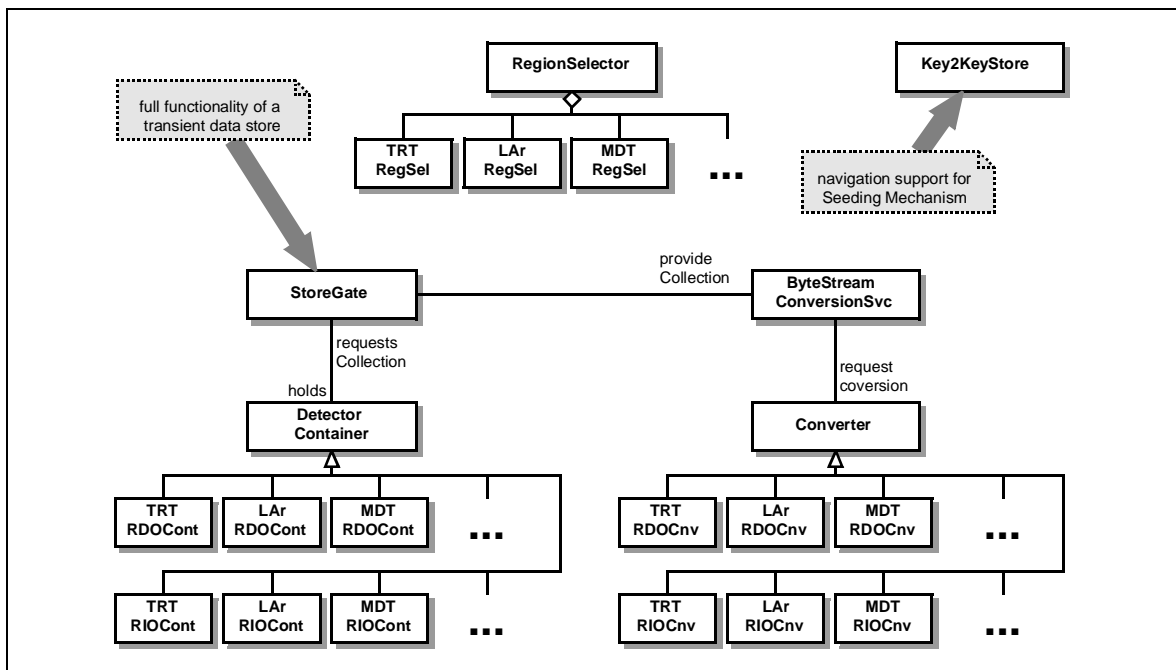 RegionSelector
Key2KeyStore
full functionality of a
transient data store
TRT
RegSel
LAr
RegSel
MDT
RegSel
...
navigation support for
Seeding Mechanism
StoreGate
provide
Collection
ByteStream
ConversionSvc
requests
Collection
holds
request
coversion
Detector
Container
Converter
TRT
RDOCont
LAr
RDOCont
MDT
RDOCont
...
TRT
RDOCnv
LAr
RDOCnv
MDT
RDOCnv
...
TRT
RIOCont
LAr
RIOCont
MDT
RIOCont
...
TRT
RIOCnv
LAr
RIOCnv
MDT
RIOCnv
...